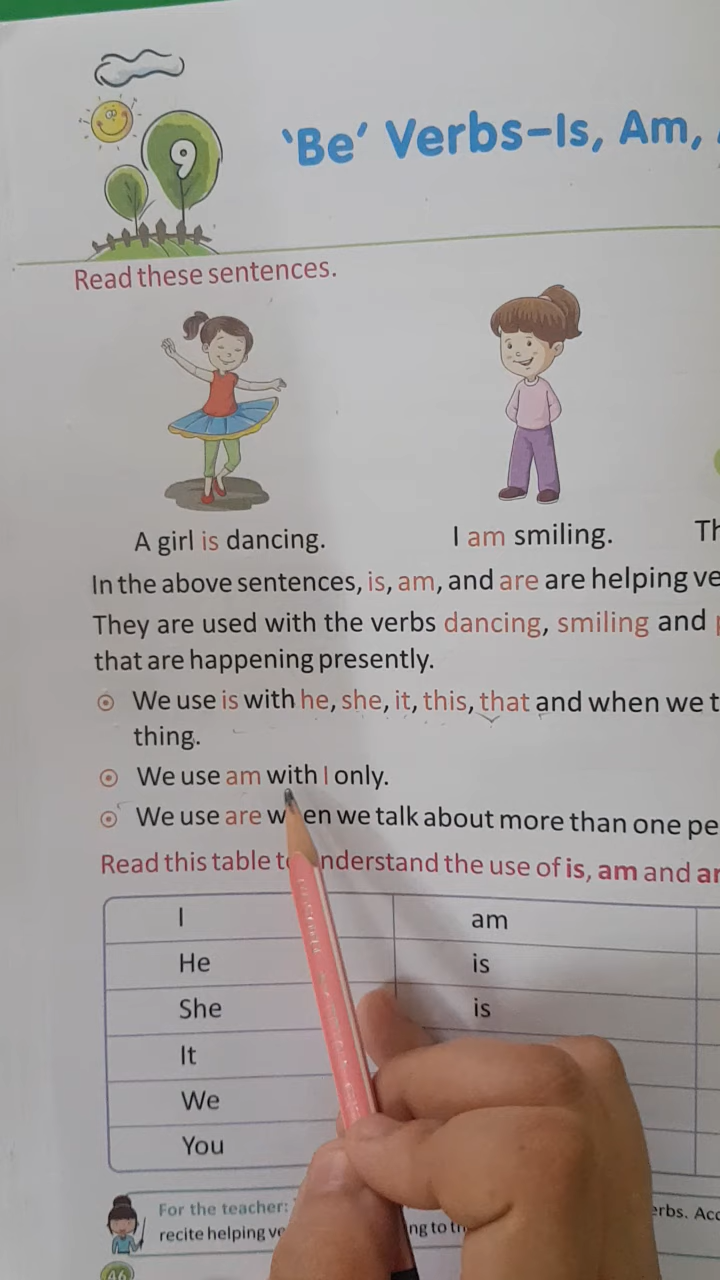 9
'Be' Verbs–Is, Am,
Read these sentences.
A girl is dancing.
I am smiling.
Th
In the above sentences, is, am, and are are helping ve
They are used with the verbs dancing, smiling and
that are happening presently.
We use is with he, she, it, this, that and when we t
thing.
We use am with I only.
We use are when we talk about more than one pe
Read this table to understand the use of is, am and ar
I am
He is
She is
It
We
You
For the teacher:
erbs. Acc
recite helping ve
ng to th
46